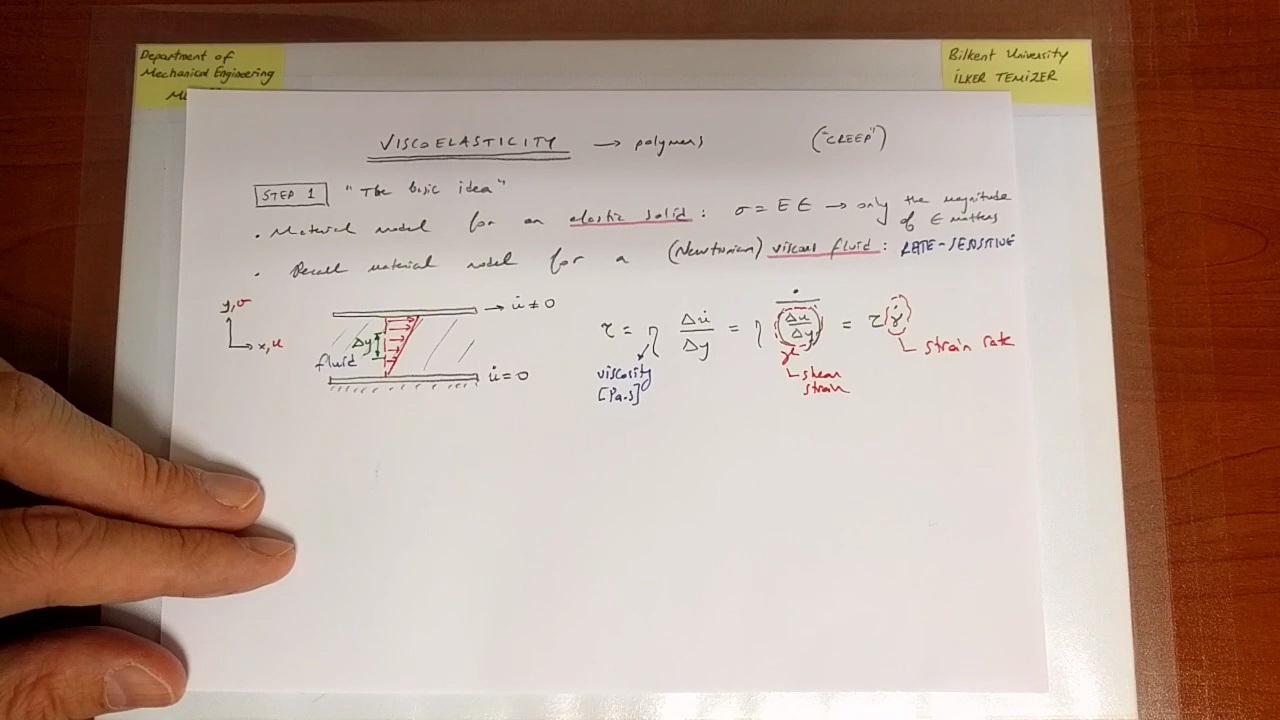 Department of
Mechanical Engineering
Bilkent University
İLKER TEMİZER
VISCOELASTICITY → polymers ("CREEP")
STEP 1 "The basic idea"
• Material model for an elastic solid : σ = E ϵ → only the magnitude of ϵ matters
• Recall material model for a (Newtonian) viscous fluid : RATE-SENSITIVE
y,v
x,u
fluid
Δy
u̇ ≠ 0
u̇ = 0
τ = η Δu̇/Δy = η (Δu/Δy)˙ = τ γ̇
viscosity
[Pa.s]
γ
shear
strain
strain rate